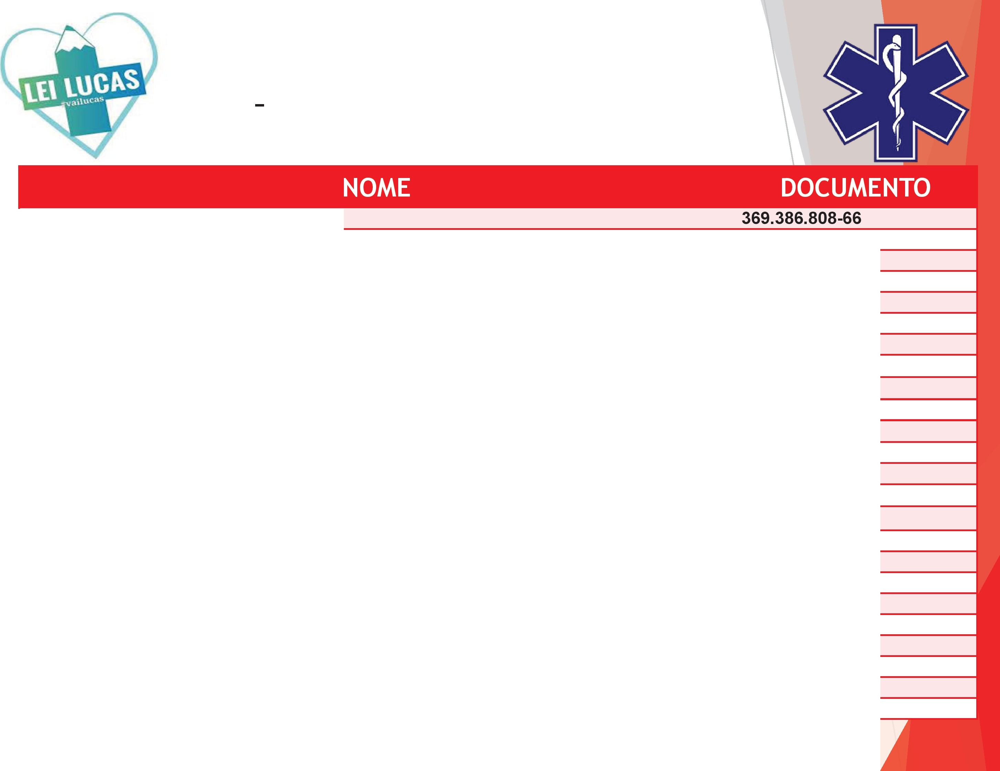 LEI LUCAS
#vailucas
-
NOME DOCUMENTO
369.386.808-66